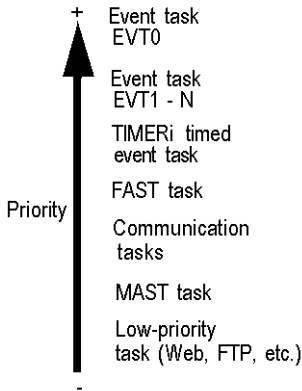 +
Event task
EVT0
Event task
EVT1 - N
TIMERi timed
event task
FAST task
Priority
Communication
tasks
MAST task
Low-priority
task (Web, FTP, etc.)
-